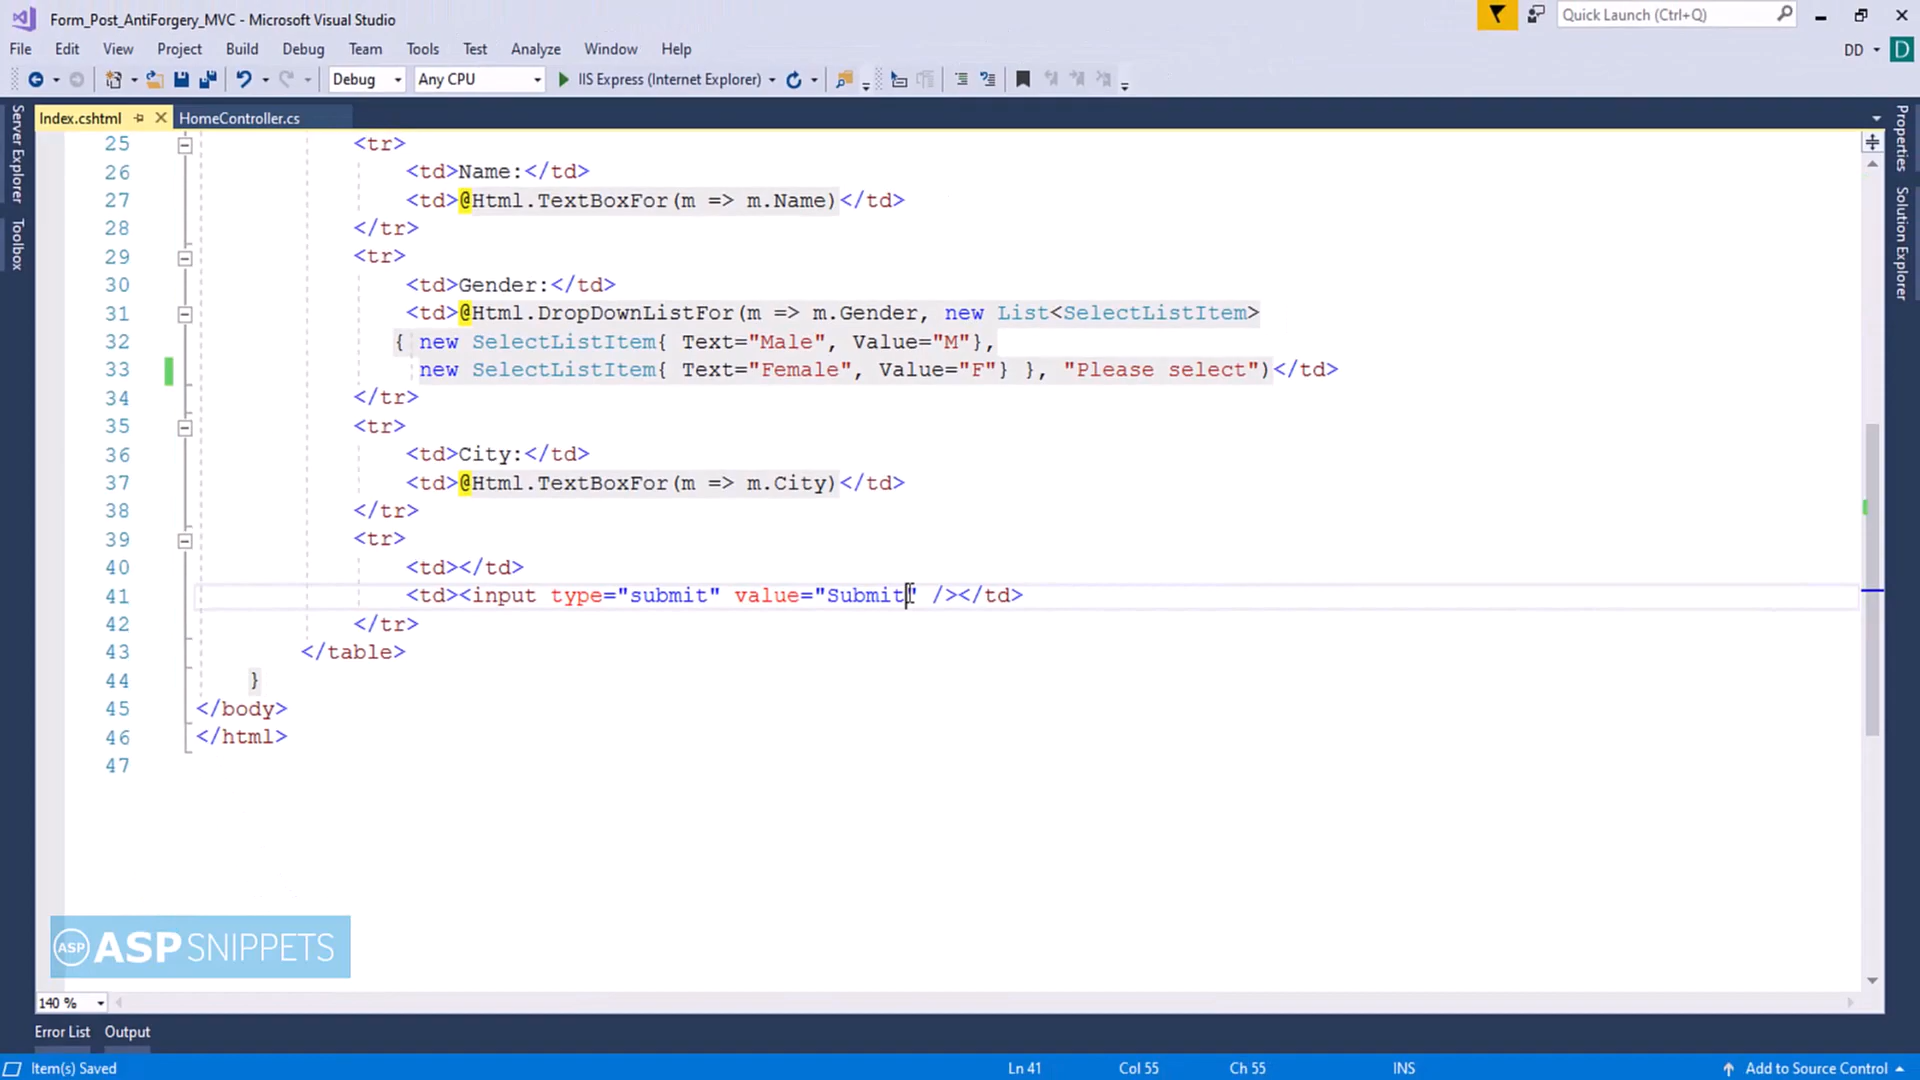 Form_Post_AntiForgery_MVC - Microsoft Visual Studio
Quick Launch (Ctrl+Q)
File Edit View Project Build Debug Team Tools Test Analyze Window Help
DD D
Debug Any CPU IIS Express (Internet Explorer)
Index.cshtml HomeController.cs
Server Explorer
Toolbox
Properties
Solution Explorer
25 <tr>
26 <td>Name:</td>
27 <td>@Html.TextBoxFor(m => m.Name)</td>
28 </tr>
29 <tr>
30 <td>Gender:</td>
31 <td>@Html.DropDownListFor(m => m.Gender, new List<SelectListItem>
32 { new SelectListItem{ Text="Male", Value="M"},
33 new SelectListItem{ Text="Female", Value="F"} }, "Please select")</td>
34 </tr>
35 <tr>
36 <td>City:</td>
37 <td>@Html.TextBoxFor(m => m.City)</td>
38 </tr>
39 <tr>
40 <td></td>
41 <td><input type="submit" value="Submit" /></td>
42 </tr>
43 </table>
44 }
45 </body>
46 </html>
47
ASP ASPSNIPPETS
140 %
Error List Output
Item(s) Saved Ln 41 Col 55 Ch 55 INS Add to Source Control